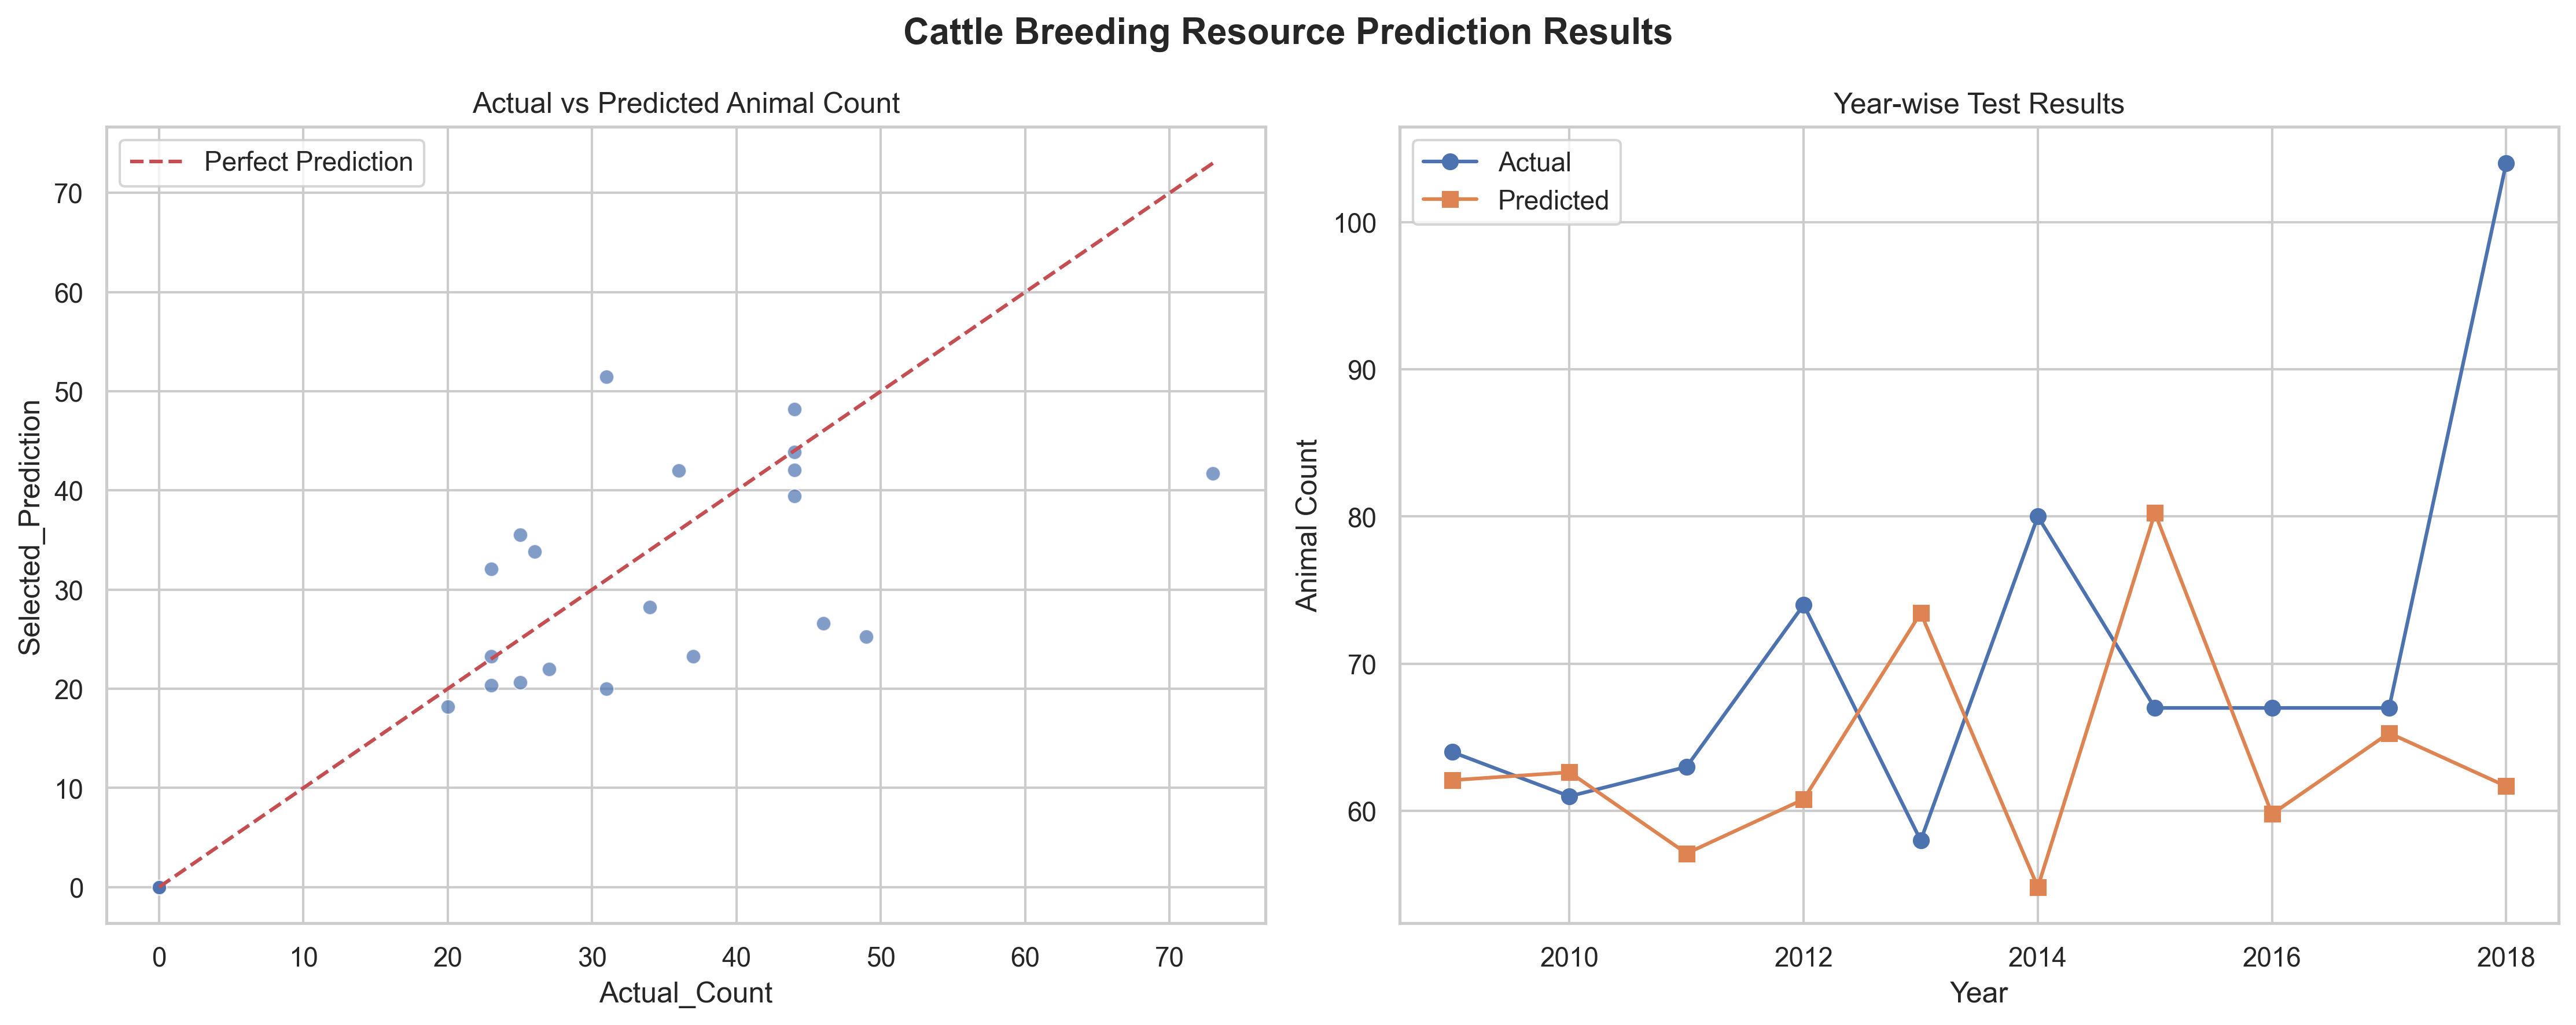 Cattle Breeding Resource Prediction Results
Actual vs Predicted Animal Count
Perfect Prediction
70
60
50
40
30
20
10
0
Selected_Prediction
0 10 20 30 40 50 60 70
Actual_Count
Year-wise Test Results
Actual
Predicted
100
90
80
70
60
Animal Count
2010 2012 2014 2016 2018
Year